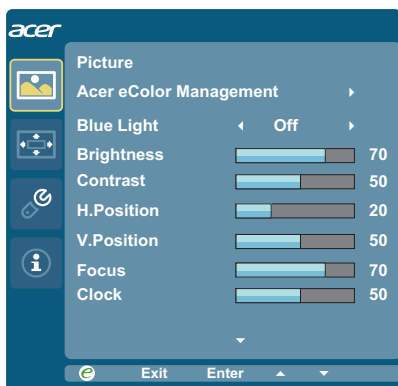 acer
Picture
Acer eColor Management
Blue Light Off
Brightness 70
Contrast 50
H.Position 20
V.Position 50
Focus 70
Clock 50
e Exit Enter